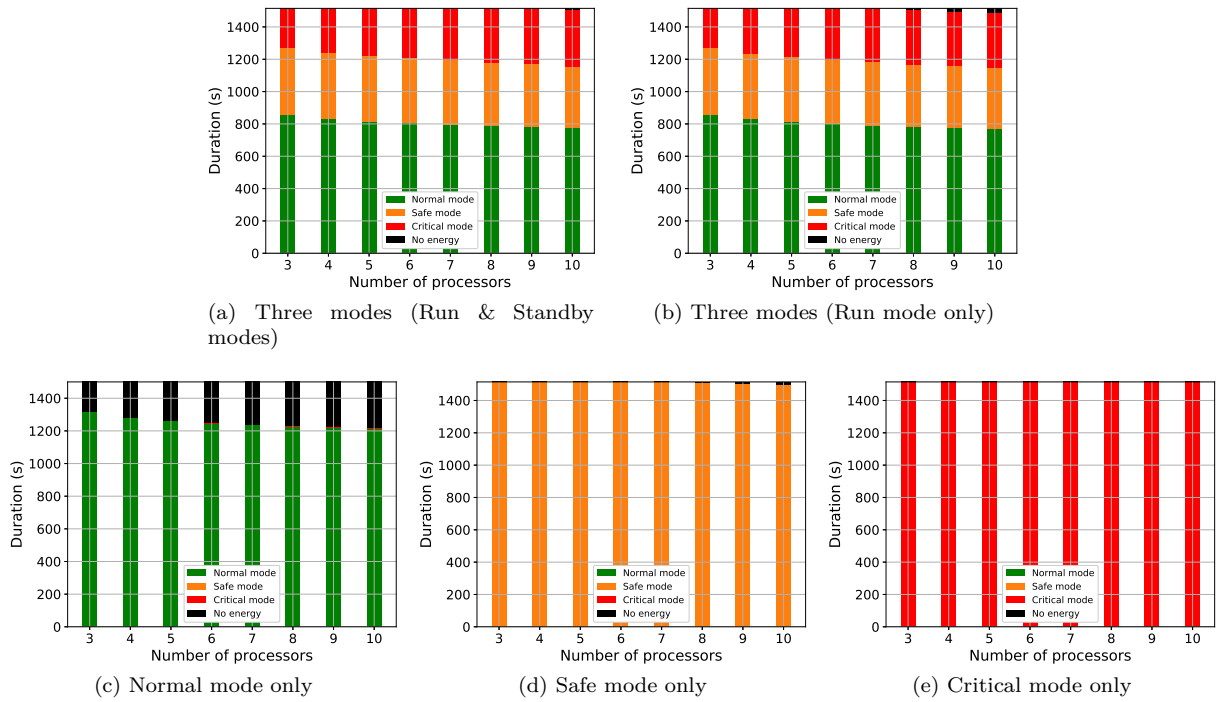 1400
1200
1000
800
600
400
200
0
Duration (s)
Normal mode
Safe mode
Critical mode
No energy
3 4 5 6 7 8 9 10
Number of processors
(a) Three modes (Run & Standby
modes)
1400
1200
1000
800
600
400
200
0
Duration (s)
Normal mode
Safe mode
Critical mode
No energy
3 4 5 6 7 8 9 10
Number of processors
(b) Three modes (Run mode only)
1400
1200
1000
800
600
400
200
0
Duration (s)
Normal mode
Safe mode
Critical mode
No energy
3 4 5 6 7 8 9 10
Number of processors
(c) Normal mode only
1400
1200
1000
800
600
400
200
0
Duration (s)
Normal mode
Safe mode
Critical mode
No energy
3 4 5 6 7 8 9 10
Number of processors
(d) Safe mode only
1400
1200
1000
800
600
400
200
0
Duration (s)
Normal mode
Safe mode
Critical mode
No energy
3 4 5 6 7 8 9 10
Number of processors
(e) Critical mode only